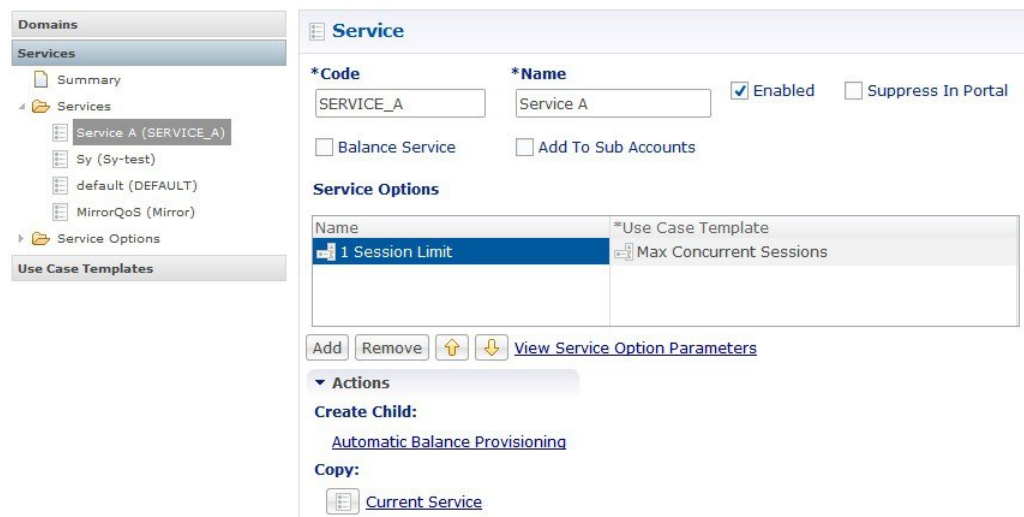 Domains
Services
Summary
Services
Service A (SERVICE_A)
Sy (Sy-test)
default (DEFAULT)
MirrorQoS (Mirror)
Service Options
Use Case Templates
Service
*Code
*Name
SERVICE_A
Service A
Enabled
Suppress In Portal
Balance Service
Add To Sub Accounts
Service Options
Name
*Use Case Template
1 Session Limit
Max Concurrent Sessions
Add
Remove
View Service Option Parameters
Actions
Create Child:
Automatic Balance Provisioning
Copy:
Current Service